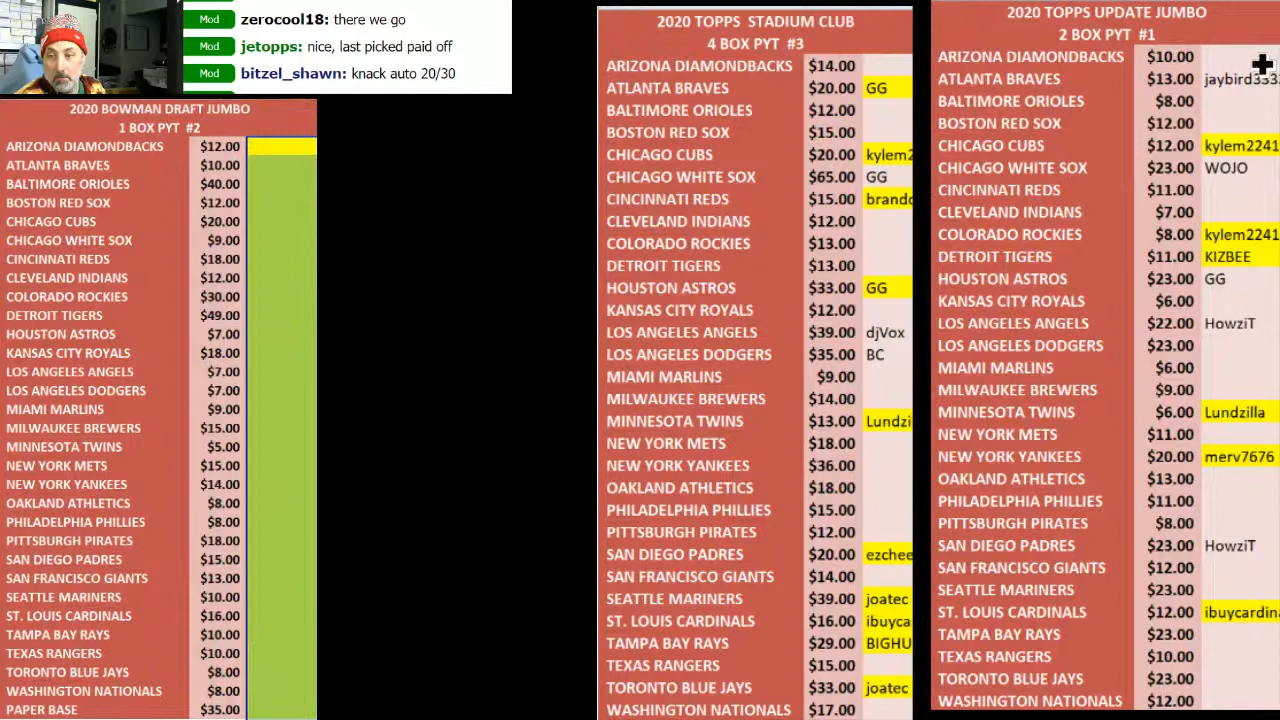 Mod zerocool18: there we go
Mod jetopps: nice, last picked paid off
Mod bitzel_shawn: knack auto 20/30
2020 BOWMAN DRAFT JUMBO
1 BOX PYT #2
ARIZONA DIAMONDBACKS $12.00
ATLANTA BRAVES $10.00
BALTIMORE ORIOLES $40.00
BOSTON RED SOX $12.00
CHICAGO CUBS $20.00
CHICAGO WHITE SOX $9.00
CINCINNATI REDS $18.00
CLEVELAND INDIANS $12.00
COLORADO ROCKIES $30.00
DETROIT TIGERS $49.00
HOUSTON ASTROS $7.00
KANSAS CITY ROYALS $18.00
LOS ANGELES ANGELS $7.00
LOS ANGELES DODGERS $7.00
MIAMI MARLINS $9.00
MILWAUKEE BREWERS $15.00
MINNESOTA TWINS $5.00
NEW YORK METS $15.00
NEW YORK YANKEES $14.00
OAKLAND ATHLETICS $8.00
PHILADELPHIA PHILLIES $8.00
PITTSBURGH PIRATES $18.00
SAN DIEGO PADRES $15.00
SAN FRANCISCO GIANTS $13.00
SEATTLE MARINERS $10.00
ST. LOUIS CARDINALS $16.00
TAMPA BAY RAYS $10.00
TEXAS RANGERS $10.00
TORONTO BLUE JAYS $8.00
WASHINGTON NATIONALS $8.00
PAPER BASE $35.00
2020 TOPPS STADIUM CLUB
4 BOX PYT #3
ARIZONA DIAMONDBACKS $14.00
ATLANTA BRAVES $20.00 GG
BALTIMORE ORIOLES $12.00
BOSTON RED SOX $15.00
CHICAGO CUBS $20.00 kylem2
CHICAGO WHITE SOX $65.00 GG
CINCINNATI REDS $15.00 brando
CLEVELAND INDIANS $12.00
COLORADO ROCKIES $13.00
DETROIT TIGERS $13.00
HOUSTON ASTROS $33.00 GG
KANSAS CITY ROYALS $12.00
LOS ANGELES ANGELS $39.00 djVox
LOS ANGELES DODGERS $35.00 BC
MIAMI MARLINS $9.00
MILWAUKEE BREWERS $14.00
MINNESOTA TWINS $13.00 Lundzi
NEW YORK METS $18.00
NEW YORK YANKEES $36.00
OAKLAND ATHLETICS $18.00
PHILADELPHIA PHILLIES $15.00
PITTSBURGH PIRATES $12.00
SAN DIEGO PADRES $20.00 ezchee
SAN FRANCISCO GIANTS $14.00
SEATTLE MARINERS $39.00 joatec
ST. LOUIS CARDINALS $16.00 ibuyca
TAMPA BAY RAYS $29.00 BIGHU
TEXAS RANGERS $15.00
TORONTO BLUE JAYS $33.00 joatec
WASHINGTON NATIONALS $17.00
2020 TOPPS UPDATE JUMBO
2 BOX PYT #1
ARIZONA DIAMONDBACKS $10.00
ATLANTA BRAVES $13.00 jaybird333
BALTIMORE ORIOLES $8.00
BOSTON RED SOX $12.00
CHICAGO CUBS $12.00 kylem2241
CHICAGO WHITE SOX $23.00 WOJO
CINCINNATI REDS $11.00
CLEVELAND INDIANS $7.00
COLORADO ROCKIES $8.00 kylem2241
DETROIT TIGERS $11.00 KIZBEE
HOUSTON ASTROS $23.00 GG
KANSAS CITY ROYALS $6.00
LOS ANGELES ANGELS $22.00 HowziT
LOS ANGELES DODGERS $23.00
MIAMI MARLINS $6.00
MILWAUKEE BREWERS $9.00
MINNESOTA TWINS $6.00 Lundzilla
NEW YORK METS $11.00
NEW YORK YANKEES $20.00 merv7676
OAKLAND ATHLETICS $13.00
PHILADELPHIA PHILLIES $11.00
PITTSBURGH PIRATES $8.00
SAN DIEGO PADRES $23.00 HowziT
SAN FRANCISCO GIANTS $12.00
SEATTLE MARINERS $23.00
ST. LOUIS CARDINALS $12.00 ibuycardin
TAMPA BAY RAYS $23.00
TEXAS RANGERS $10.00
TORONTO BLUE JAYS $23.00
WASHINGTON NATIONALS $12.00